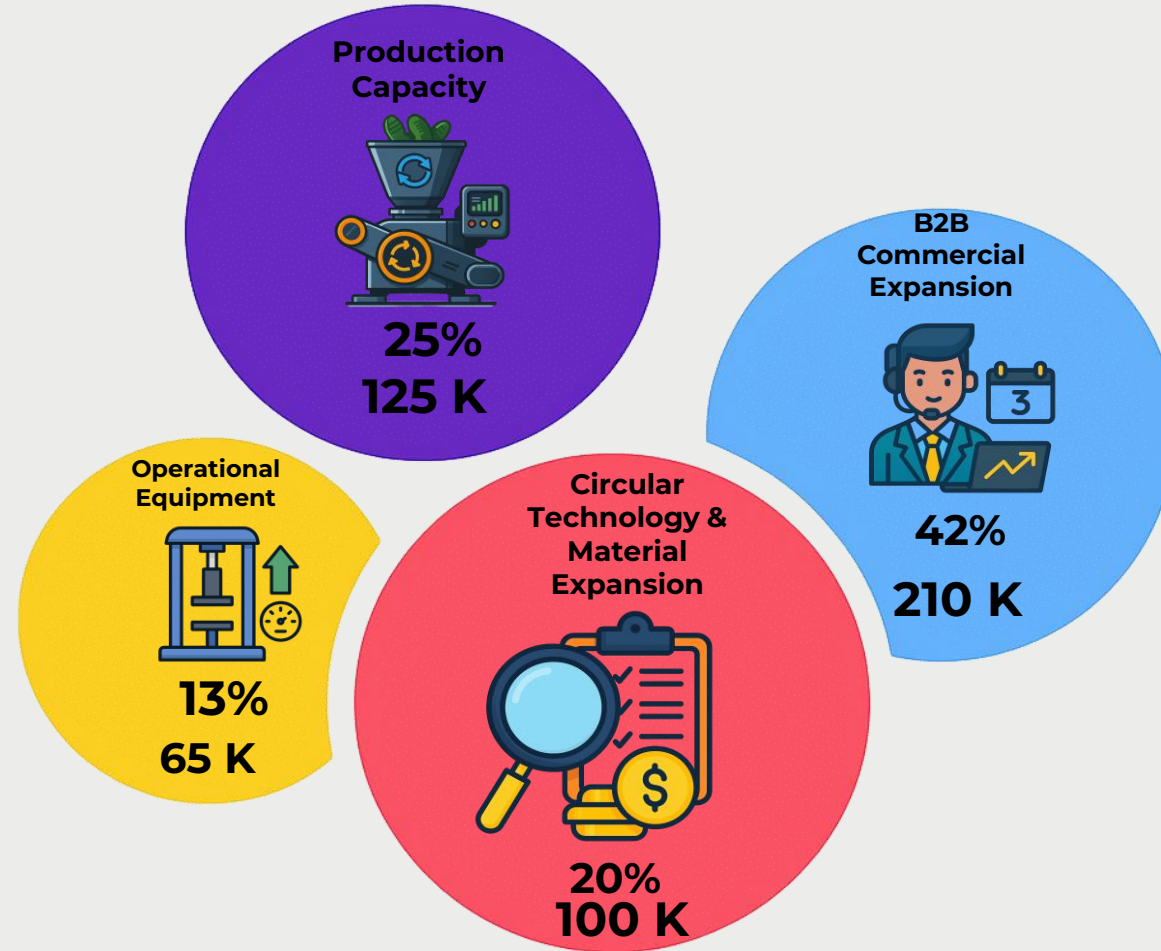 Production
Capacity
25%
125 K
B2B
Commercial
Expansion
3
42%
210 K
Operational
Equipment
13%
65 K
Circular
Technology &
Material
Expansion
$
20%
100 K